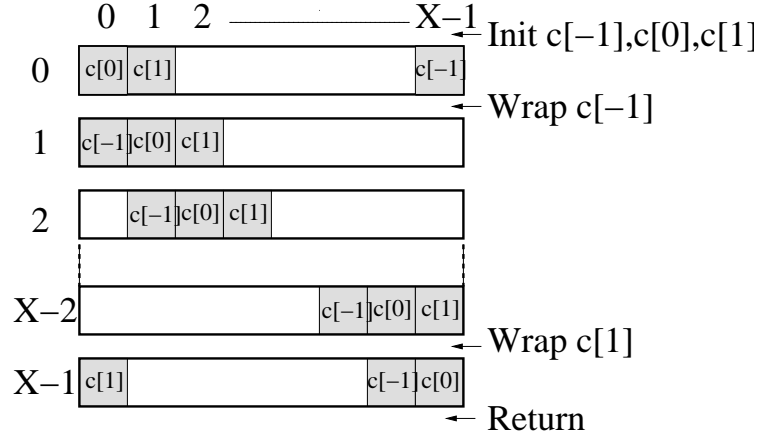 0 1 2 X–1
Init c[–1],c[0],c[1]
0 c[0] c[1] c[–1]
Wrap c[–1]
1 c[–1] c[0] c[1]
2 c[–1] c[0] c[1]
X–2 c[–1] c[0] c[1]
Wrap c[1]
X–1 c[1] c[–1] c[0]
Return